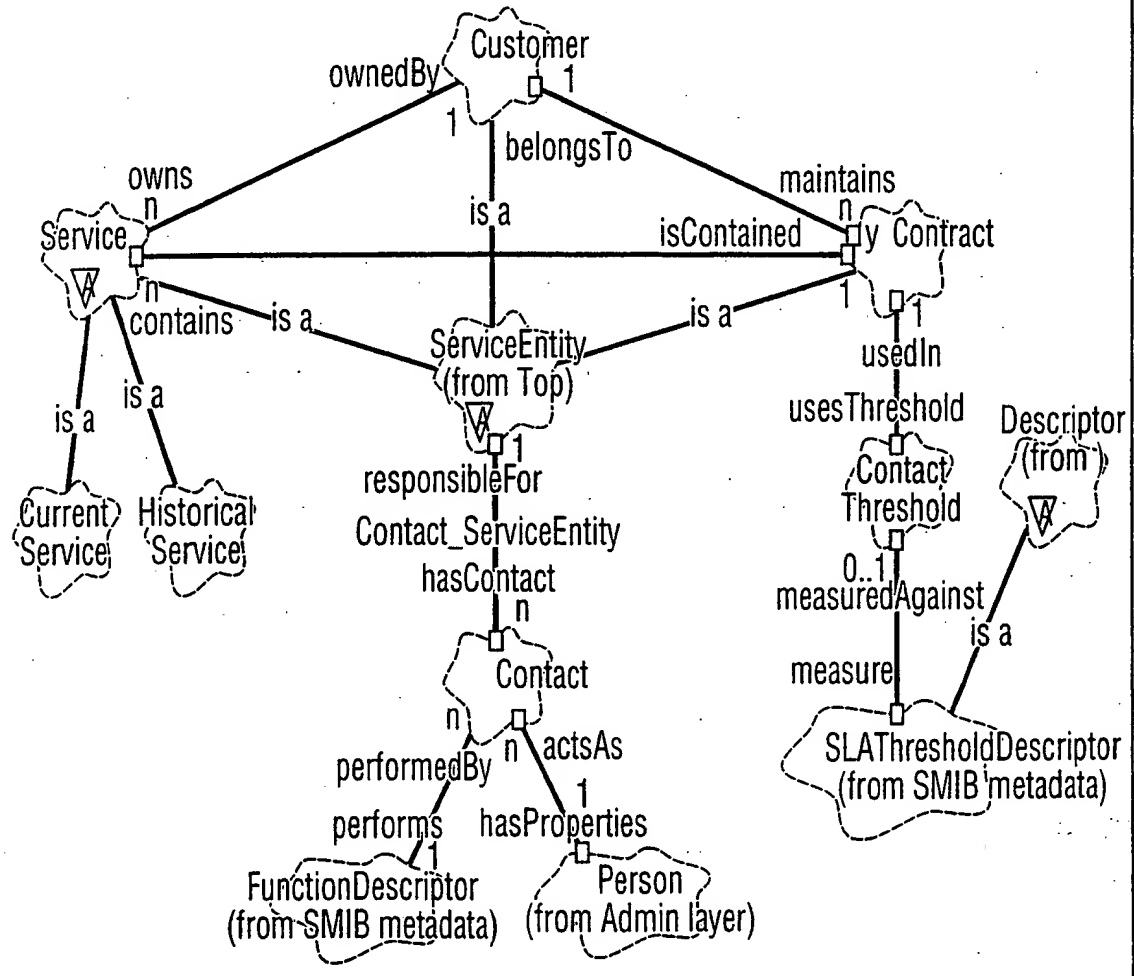 Customer
ownedBy
1
1
belongsTo
owns
n
is a
maintains
n
Service
isContained
y Contract
A
n
contains
is a
is a
1
1
ServiceEntity
(from Top)
A
usedIn
is a
is a
usesThreshold
Descriptor
(from )
A
1
responsibleFor
Contact
Threshold
Current
Service
Historical
Service
Contact_ServiceEntity
hasContact
n
0..1
measuredAgainst
is a
measure
Contact
n
n
actsAs
performedBy
SLAThresholdDescriptor
(from SMIB metadata)
1
performs
hasProperties
1
FunctionDescriptor
(from SMIB metadata)
Person
(from Admin layer)